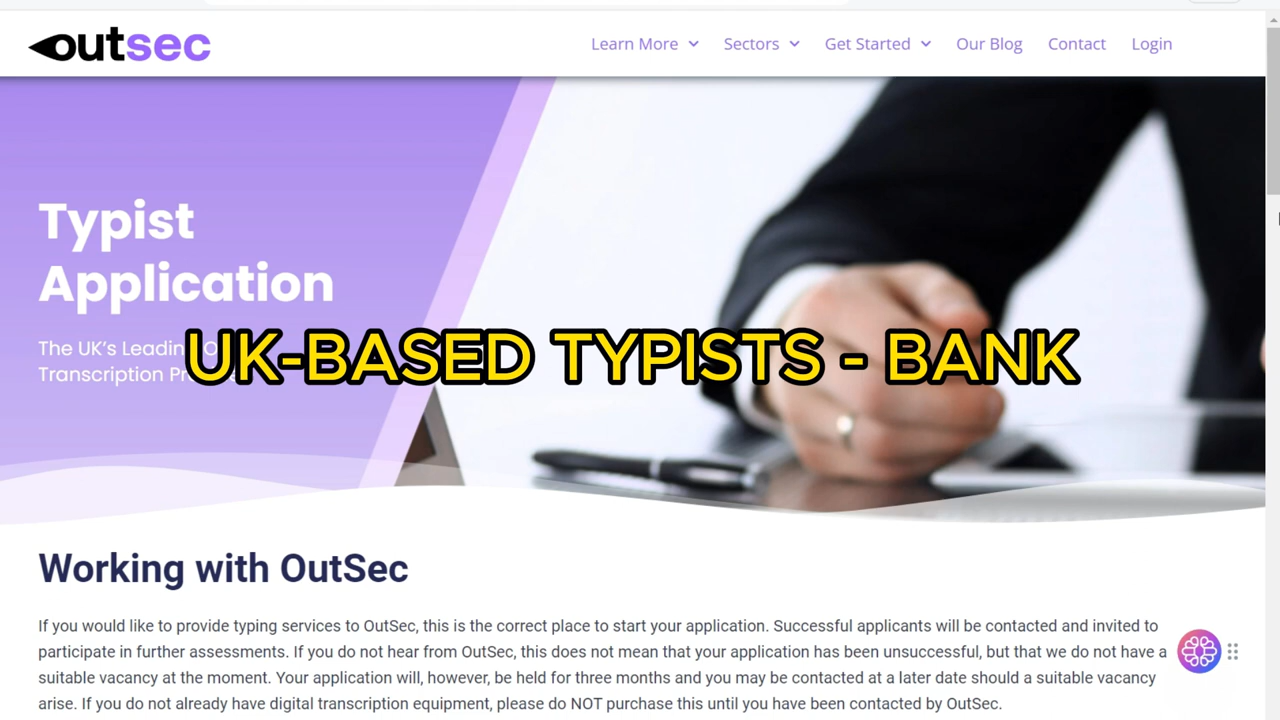 outsec
Learn More
Sectors
Get Started
Our Blog
Contact
Login
Typist
Application
The UK's Leading
Transcription
UK-BASED TYPISTS - BANK
Working with OutSec
If you would like to provide typing services to OutSec, this is the correct place to start your application. Successful applicants will be contacted and invited to
participate in further assessments. If you do not hear from OutSec, this does not mean that your application has been unsuccessful, but that we do not have a
suitable vacancy at the moment. Your application will, however, be held for three months and you may be contacted at a later date should a suitable vacancy
arise. If you do not already have digital transcription equipment, please do NOT purchase this until you have been contacted by OutSec.